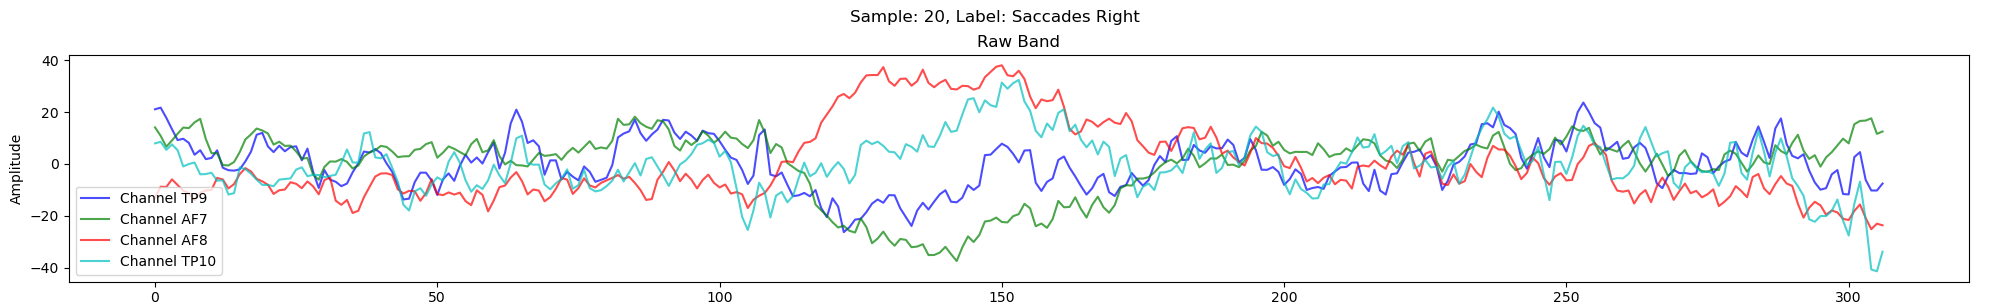 Sample: 20, Label: Saccades Right
Raw Band
Amplitude
40
20
0
−20
−40
Channel TP9
Channel AF7
Channel AF8
Channel TP10
0 50 100 150 200 250 300